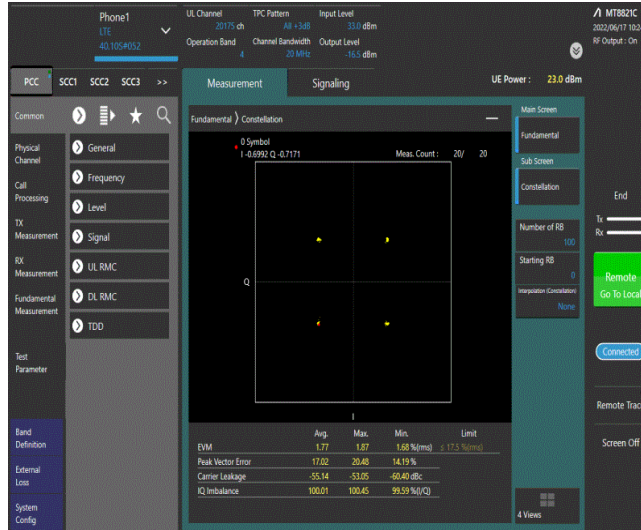 Phone1
LTE
40.10S#052
UL Channel
20175 ch
TPC Pattern
All +3dB
Input Level
33.0 dBm
Operation Band
4
Channel Bandwidth
20 MHz
Output Level
-16.5 dBm
MT8821C
2022/06/17 10:2
RF Output : On
PCC SCC1 SCC2 SCC3 >>
Measurement Signaling
UE Power : 23.0 dBm
Common
Physical
Channel
Call
Processing
TX
Measurement
RX
Measurement
Fundamental
Measurement
Test
Parameter
Band
Definition
External
Loss
System
Config
General
Frequency
Level
Signal
UL RMC
DL RMC
TDD
Fundamental > Constellation
0 Symbol
I -0.6992 Q -0.7171
Meas. Count : 20/ 20
Q
I
Avg. Max. Min. Limit
EVM 1.77 1.87 1.68 %(rms) ≤ 17.5 %(rms)
Peak Vector Error 17.02 20.48 14.19 %
Carrier Leakage -55.14 -53.05 -60.40 dBc
IQ Imbalance 100.01 100.45 99.59 %(I/Q)
Main Screen
Fundamental
Sub Screen
Constellation
Number of RB
100
Starting RB
0
Interpolation (Constellation)
None
4 Views
End
Tx
Rx
Remote
Go To Local
Connected
Remote Trac
Screen Off